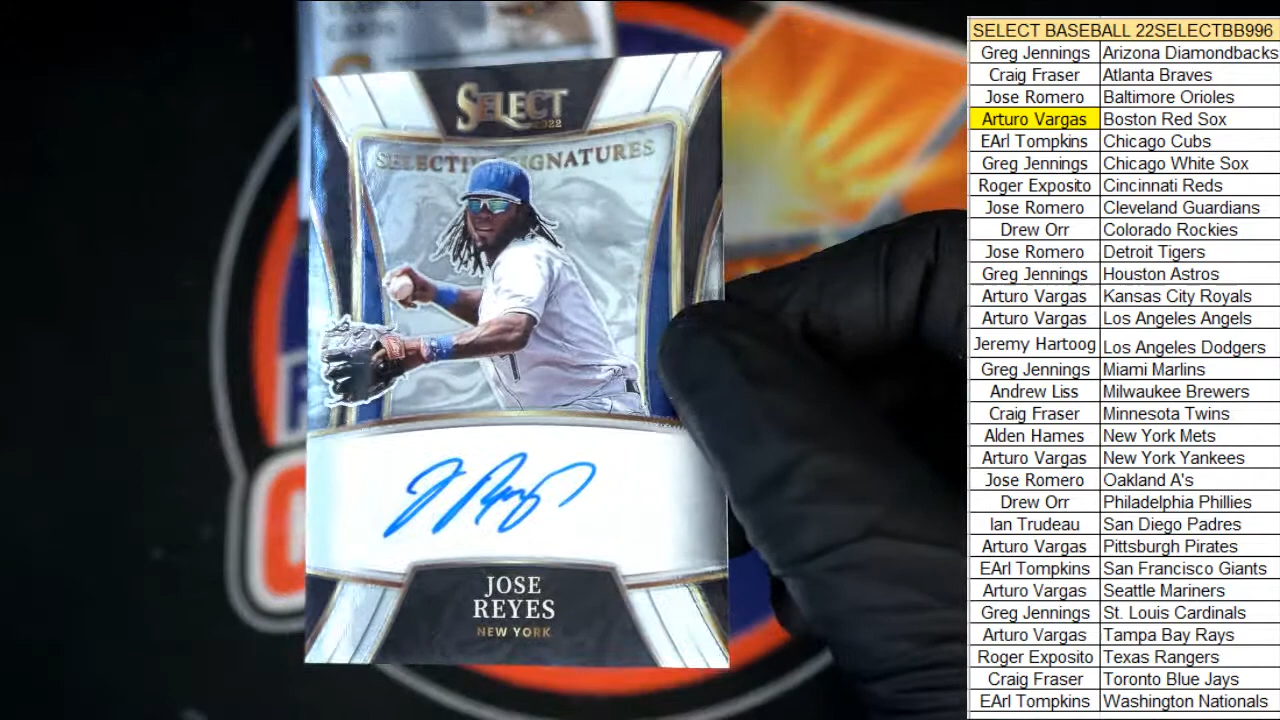 SELECT
2022
SELECTIVE SIGNATURES
J Reyes
JOSE
REYES
NEW YORK
SELECT BASEBALL 22SELECTBB996
Greg Jennings Arizona Diamondbacks
Craig Fraser Atlanta Braves
Jose Romero Baltimore Orioles
Arturo Vargas Boston Red Sox
EArl Tompkins Chicago Cubs
Greg Jennings Chicago White Sox
Roger Exposito Cincinnati Reds
Jose Romero Cleveland Guardians
Drew Orr Colorado Rockies
Jose Romero Detroit Tigers
Greg Jennings Houston Astros
Arturo Vargas Kansas City Royals
Arturo Vargas Los Angeles Angels
Jeremy Hartoog Los Angeles Dodgers
Greg Jennings Miami Marlins
Andrew Liss Milwaukee Brewers
Craig Fraser Minnesota Twins
Alden Hames New York Mets
Arturo Vargas New York Yankees
Jose Romero Oakland A's
Drew Orr Philadelphia Phillies
Ian Trudeau San Diego Padres
Arturo Vargas Pittsburgh Pirates
EArl Tompkins San Francisco Giants
Arturo Vargas Seattle Mariners
Greg Jennings St. Louis Cardinals
Arturo Vargas Tampa Bay Rays
Roger Exposito Texas Rangers
Craig Fraser Toronto Blue Jays
EArl Tompkins Washington Nationals